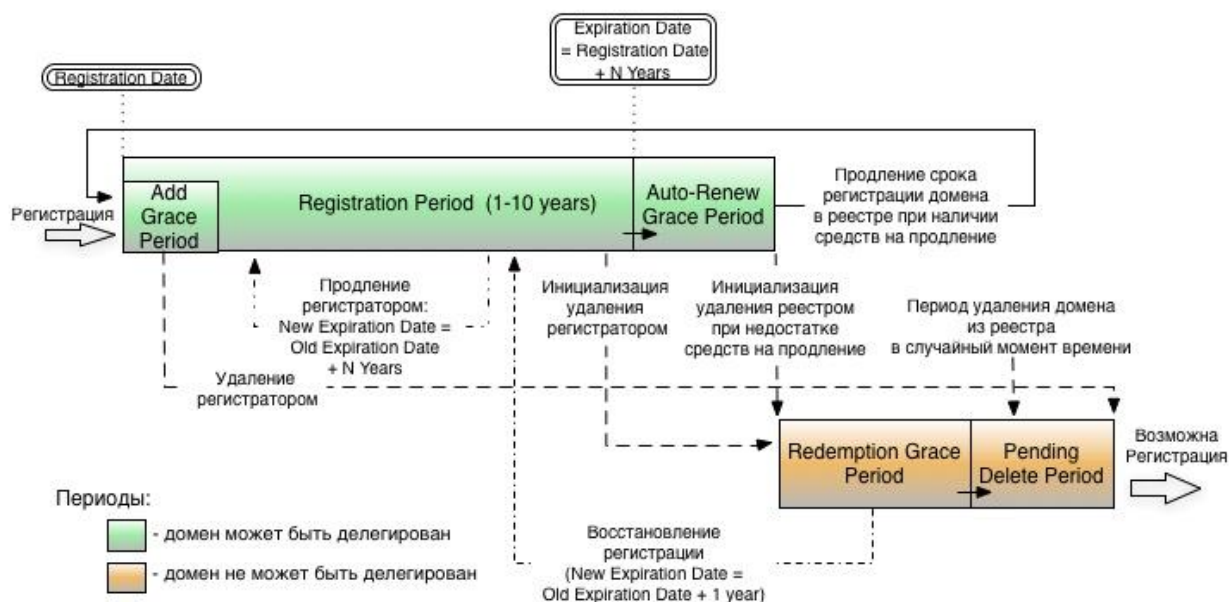 Expiration Date
= Registration Date
+ N Years
Registration Date
Регистрация
Add
Grace
Period
Registration Period (1-10 years)
Auto-Renew
Grace Period
Продление срока
регистрации домена
в реестре при наличии
средств на продление
Продление
регистратором:
New Expiration Date =
Old Expiration Date
+ N Years
Инициализация
удаления
регистратором
Инициализация
удаления реестром
при недостатке
средств на продление
Период удаления домена
из реестра
в случайный момент времени
Удаление
регистратором
Redemption Grace
Period
Pending
Delete Period
Возможна
Регистрация
Периоды:
- домен может быть делегирован
- домен не может быть делегирован
Восстановление
регистрации
(New Expiration Date =
Old Expiration Date + 1 year)